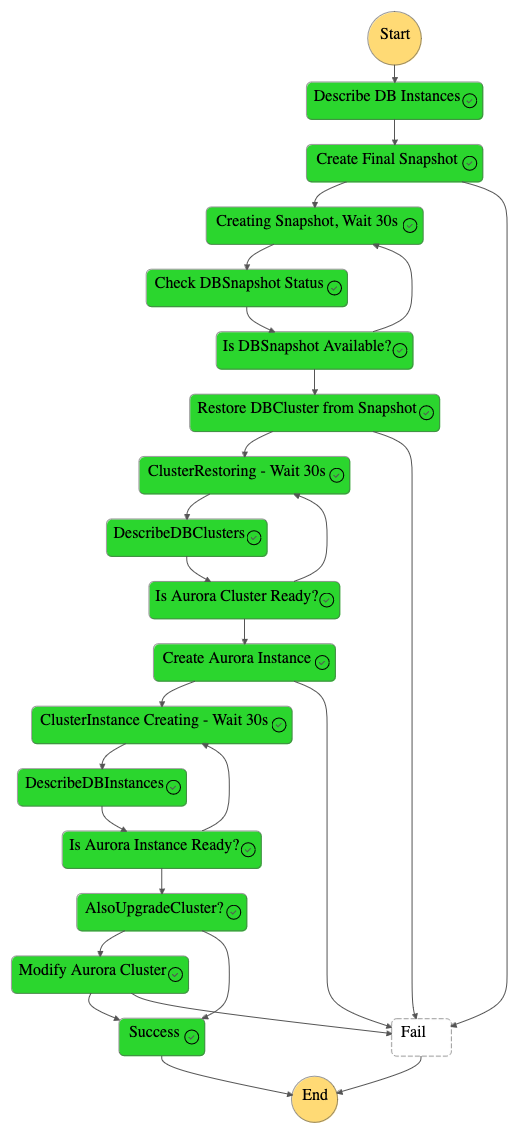 Start
Describe DB Instances
Create Final Snapshot
Creating Snapshot, Wait 30s
Check DBSnapshot Status
Is DBSnapshot Available?
Restore DBCluster from Snapshot
ClusterRestoring - Wait 30s
DescribeDBClusters
Is Aurora Cluster Ready?
Create Aurora Instance
ClusterInstance Creating - Wait 30s
DescribeDBInstances
Is Aurora Instance Ready?
AlsoUpgradeCluster?
Modify Aurora Cluster
Success
Fail
End